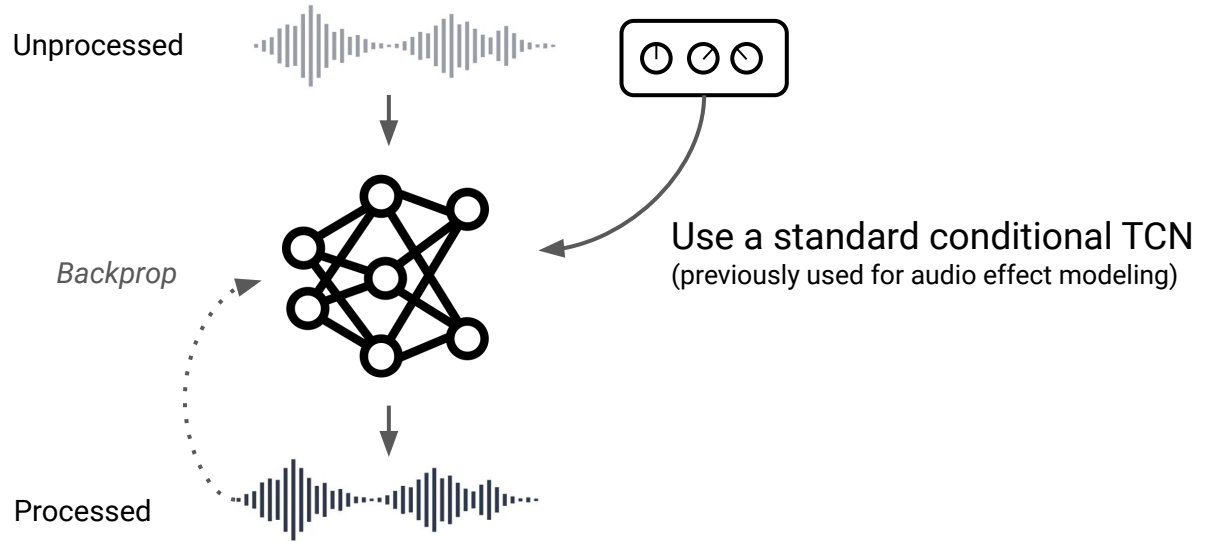 Unprocessed
Use a standard conditional TCN
(previously used for audio effect modeling)
Backprop
Processed